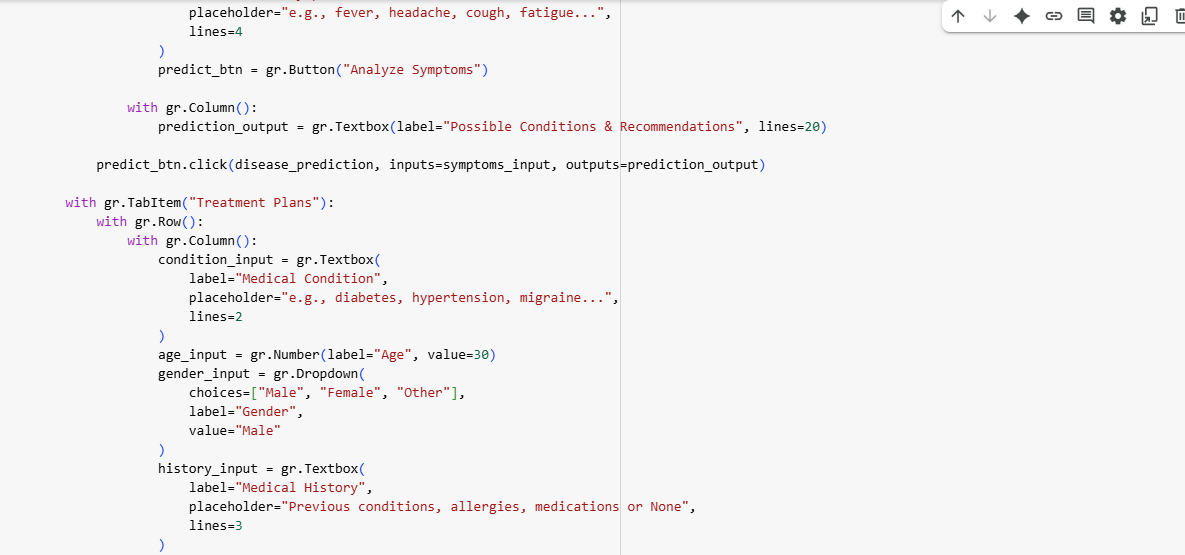 placeholder="e.g., fever, headache, cough, fatigue...",
lines=4
)
predict_btn = gr.Button("Analyze Symptoms")
with gr.Column():
prediction_output = gr.Textbox(label="Possible Conditions & Recommendations", lines=20)
predict_btn.click(disease_prediction, inputs=symptoms_input, outputs=prediction_output)
with gr.TabItem("Treatment Plans"):
with gr.Row():
with gr.Column():
condition_input = gr.Textbox(
label="Medical Condition",
placeholder="e.g., diabetes, hypertension, migraine...",
lines=2
)
age_input = gr.Number(label="Age", value=30)
gender_input = gr.Dropdown(
choices=["Male", "Female", "Other"],
label="Gender",
value="Male"
)
history_input = gr.Textbox(
label="Medical History",
placeholder="Previous conditions, allergies, medications or None",
lines=3
)